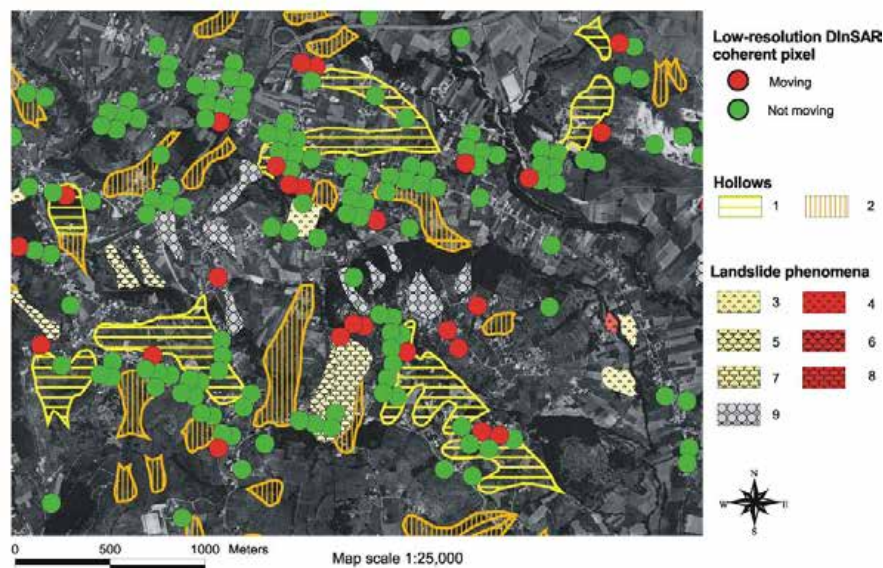 Low-resolution DInSAR
coherent pixel
Moving
Not moving
Hollows
1 2
Landslide phenomena
3 4
5 6
7 8
9
N
W E
S
0 500 1000 Meters
Map scale 1:25,000